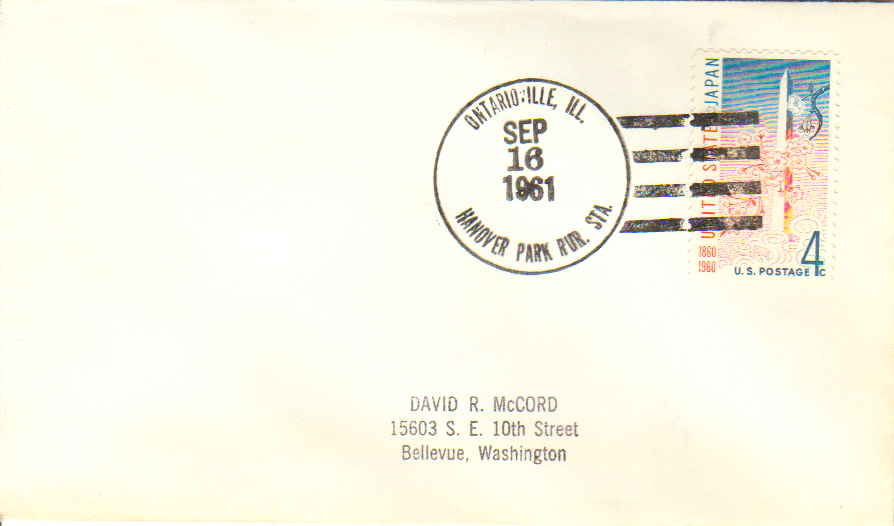 ONTARIOVILLE, ILL.
SEP
16
1961
HANOVER PARK RUR. STA.
UNITED STATES JAPAN
1860
1960
U.S. POSTAGE 4c
DAVID R. McCORD
15603 S. E. 10th Street
Bellevue, Washington